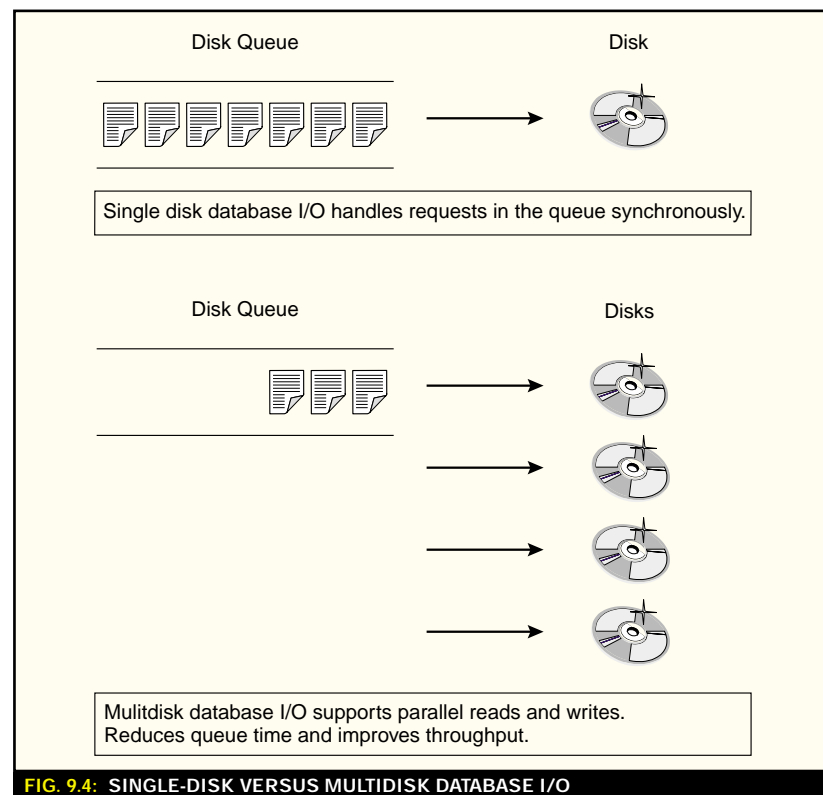 Disk Queue Disk
Single disk database I/O handles requests in the queue synchronously.
Disk Queue Disks
Mulitdisk database I/O supports parallel reads and writes.
Reduces queue time and improves throughput.
FIG. 9.4: SINGLE-DISK VERSUS MULTIDISK DATABASE I/O